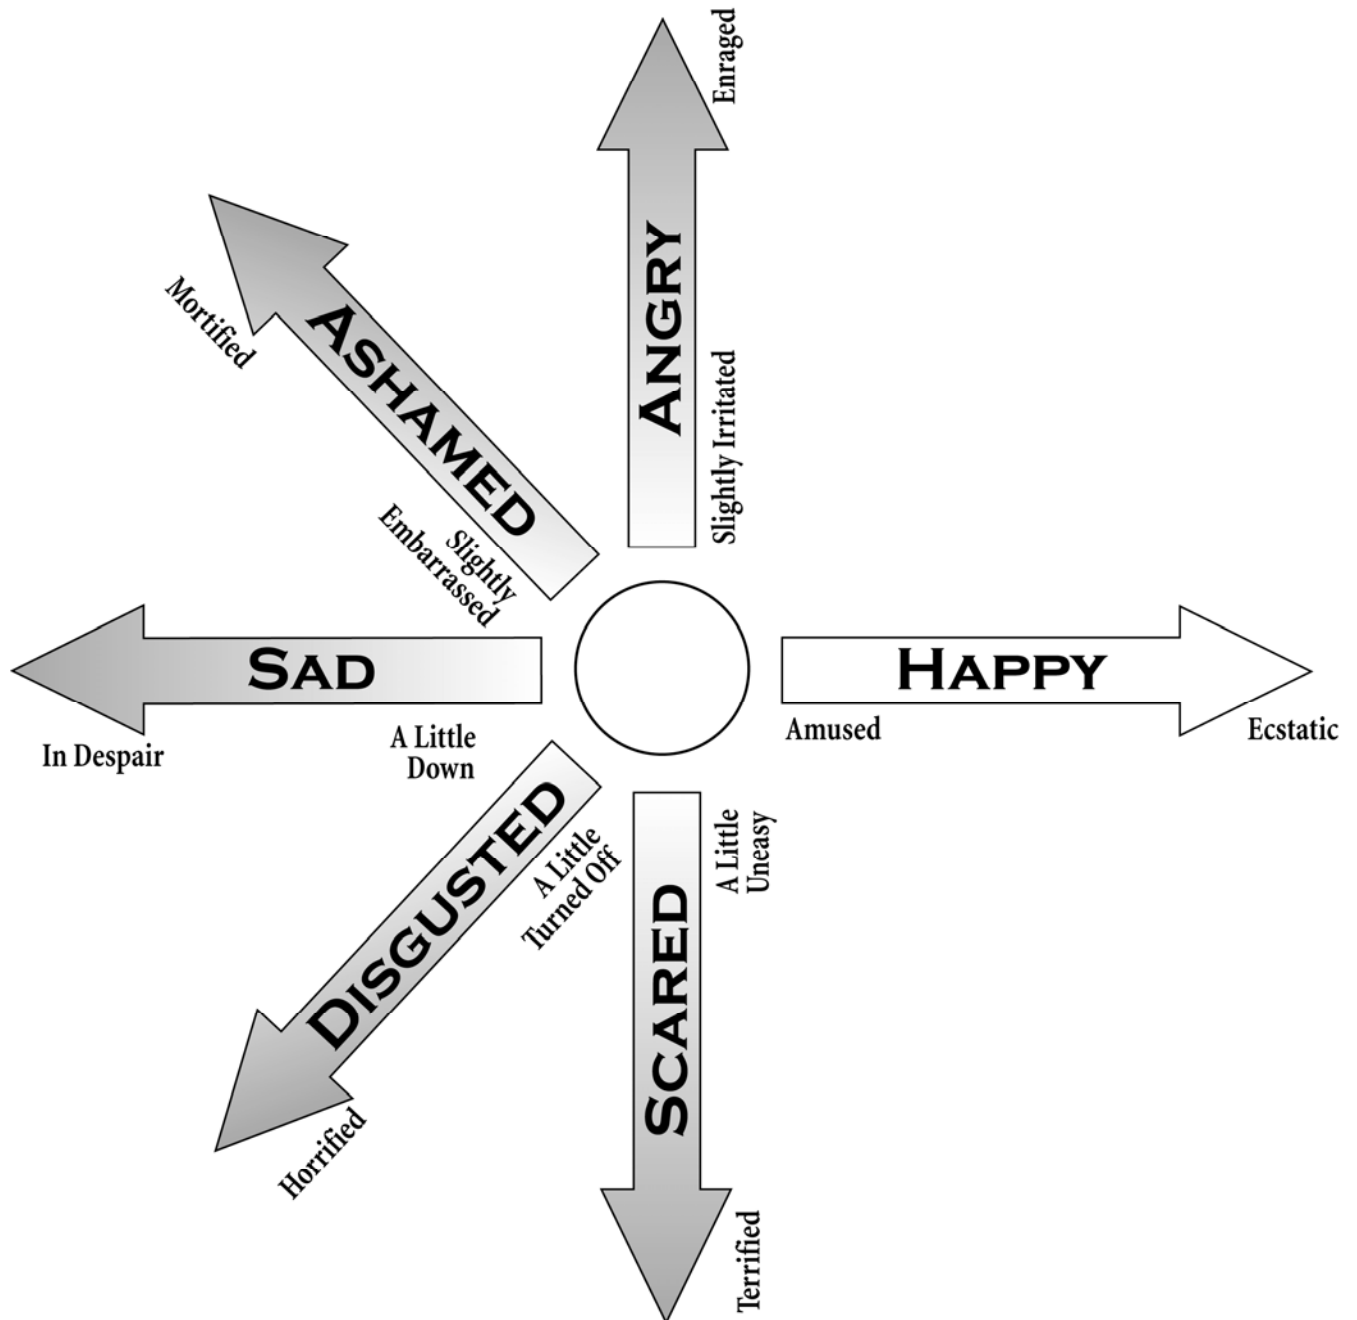 Enraged
ANGRY
Slightly Irritated
Mortified
ASHAMED
Slightly
Embarrassed
SAD
In Despair
A Little
Down
HAPPY
Amused
Ecstatic
DISGUSTED
A Little
Turned Off
Horrified
A Little
Uneasy
SCARED
Terrified